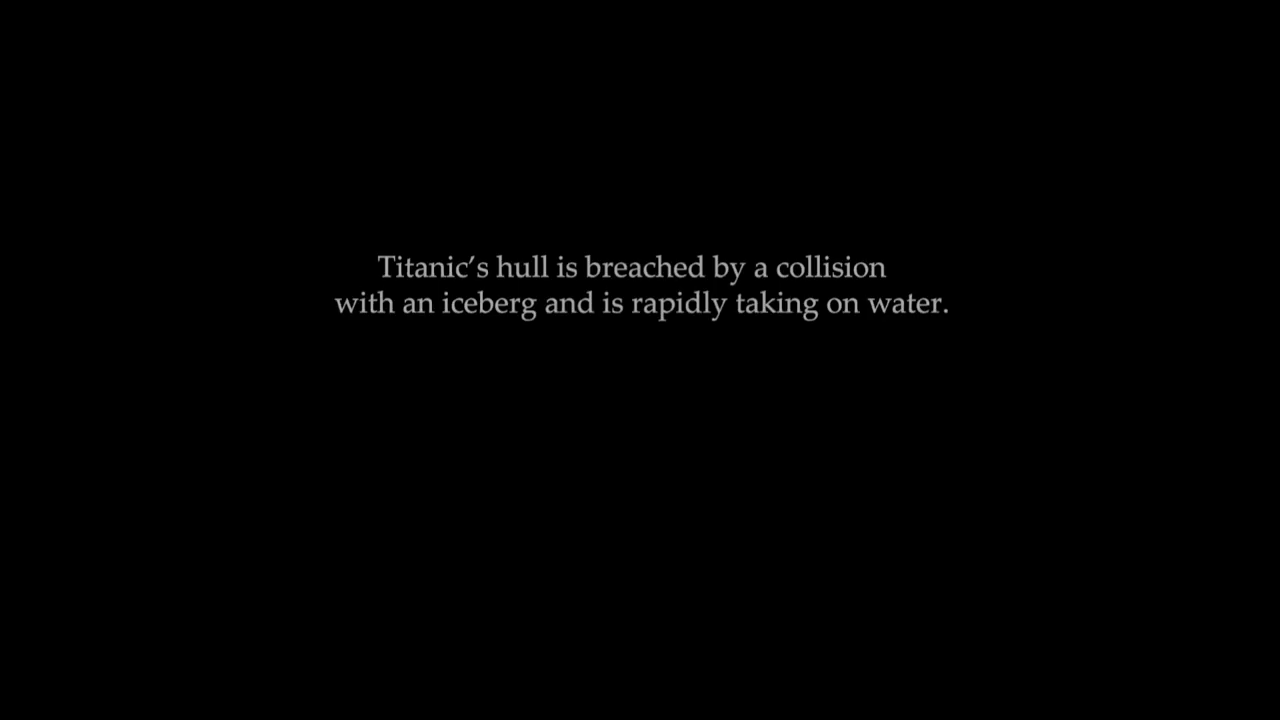 Titanic's hull is breached by a collision
with an iceberg and is rapidly taking on water.